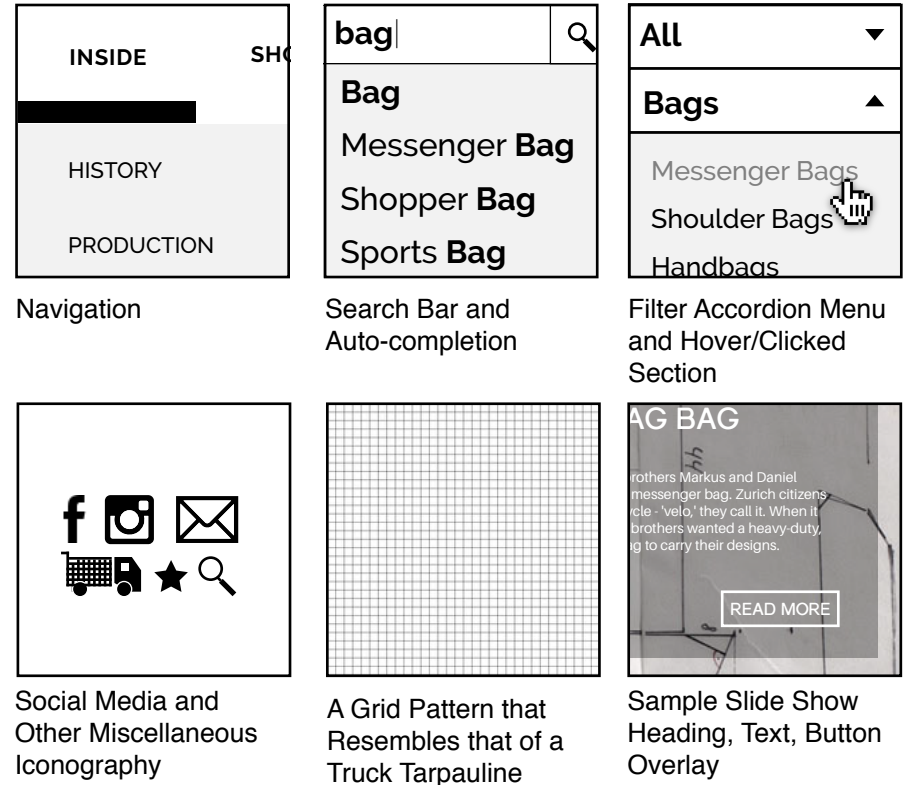 INSIDE
HISTORY
PRODUCTION
Navigation
bag
Bag
Messenger Bag
Shopper Bag
Sports Bag
Search Bar and
Auto-completion
All
Bags
Messenger Bags
Shoulder Bags
Handbags
Filter Accordion Menu
and Hover/Clicked
Section
f
Social Media and
Other Miscellaneous
Iconography
A Grid Pattern that
Resembles that of a
Truck Tarpauline
BAG
44
Markus and Daniel
messenger bag. Zurich citizens
- 'velo,' they call it. When it
brothers wanted a heavy-duty,
to carry their designs.
READ MORE
Sample Slide Show
Heading, Text, Button
Overlay